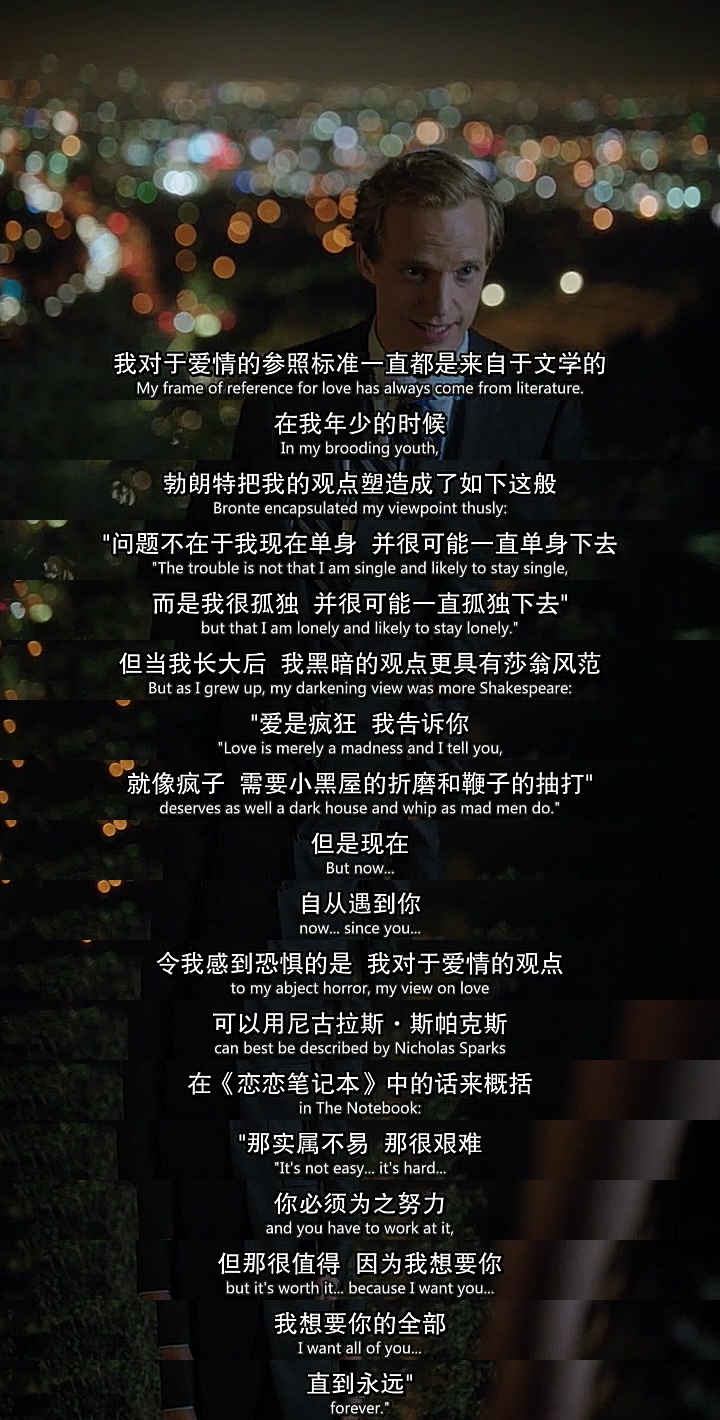 我对于爱情的参照标准一直都是来自于文学的
My frame of reference for love has always come from literature.
在我年少的时候
In my brooding youth,
勃朗特把我的观点塑造成了如下这般
Bronte encapsulated my viewpoint thusly:
"问题不在于我现在单身 并很可能一直单身下去
"The trouble is not that I am single and likely to stay single,
而是我很孤独 并很可能一直孤独下去"
but that I am lonely and likely to stay lonely."
但当我长大后 我黑暗的观点更具有莎翁风范
But as I grew up, my darkening view was more Shakespeare:
"爱是疯狂 我告诉你
"Love is merely a madness and I tell you,
就像疯子 需要小黑屋的折磨和鞭子的抽打"
deserves as well a dark house and whip as mad men do."
但是现在
But now...
自从遇到你
now... since you...
令我感到恐惧的是 我对于爱情的观点
to my abject horror, my view on love
可以用尼古拉斯·斯帕克斯
can best be described by Nicholas Sparks
在《恋恋笔记本》中的话来概括
in The Notebook:
"那实属不易 那很艰难
"It's not easy... it's hard...
你必须为之努力
and you have to work at it,
但那很值得 因为我想要你
but it's worth it... because I want you...
我想要你的全部
I want all of you...
直到永远"
forever."